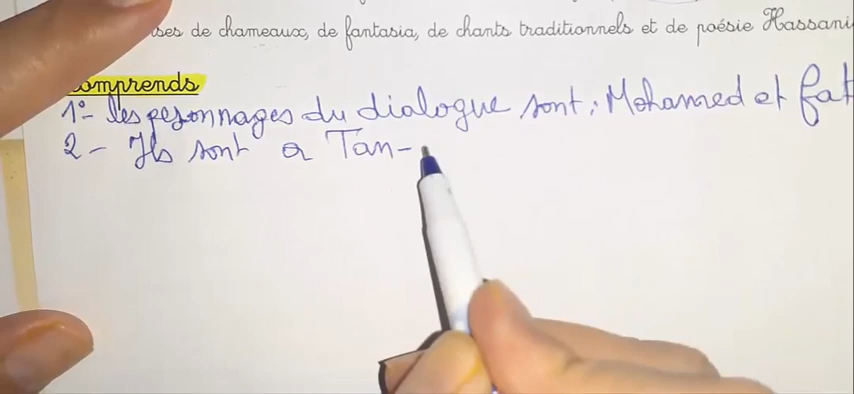 ses de chameaux, de fantasia, de chants traditionnels et de poésie Hassani
omprends
1°- les pesonnages du dialogue sont : Mohamed et fat
2 - Ils sont a Tan-